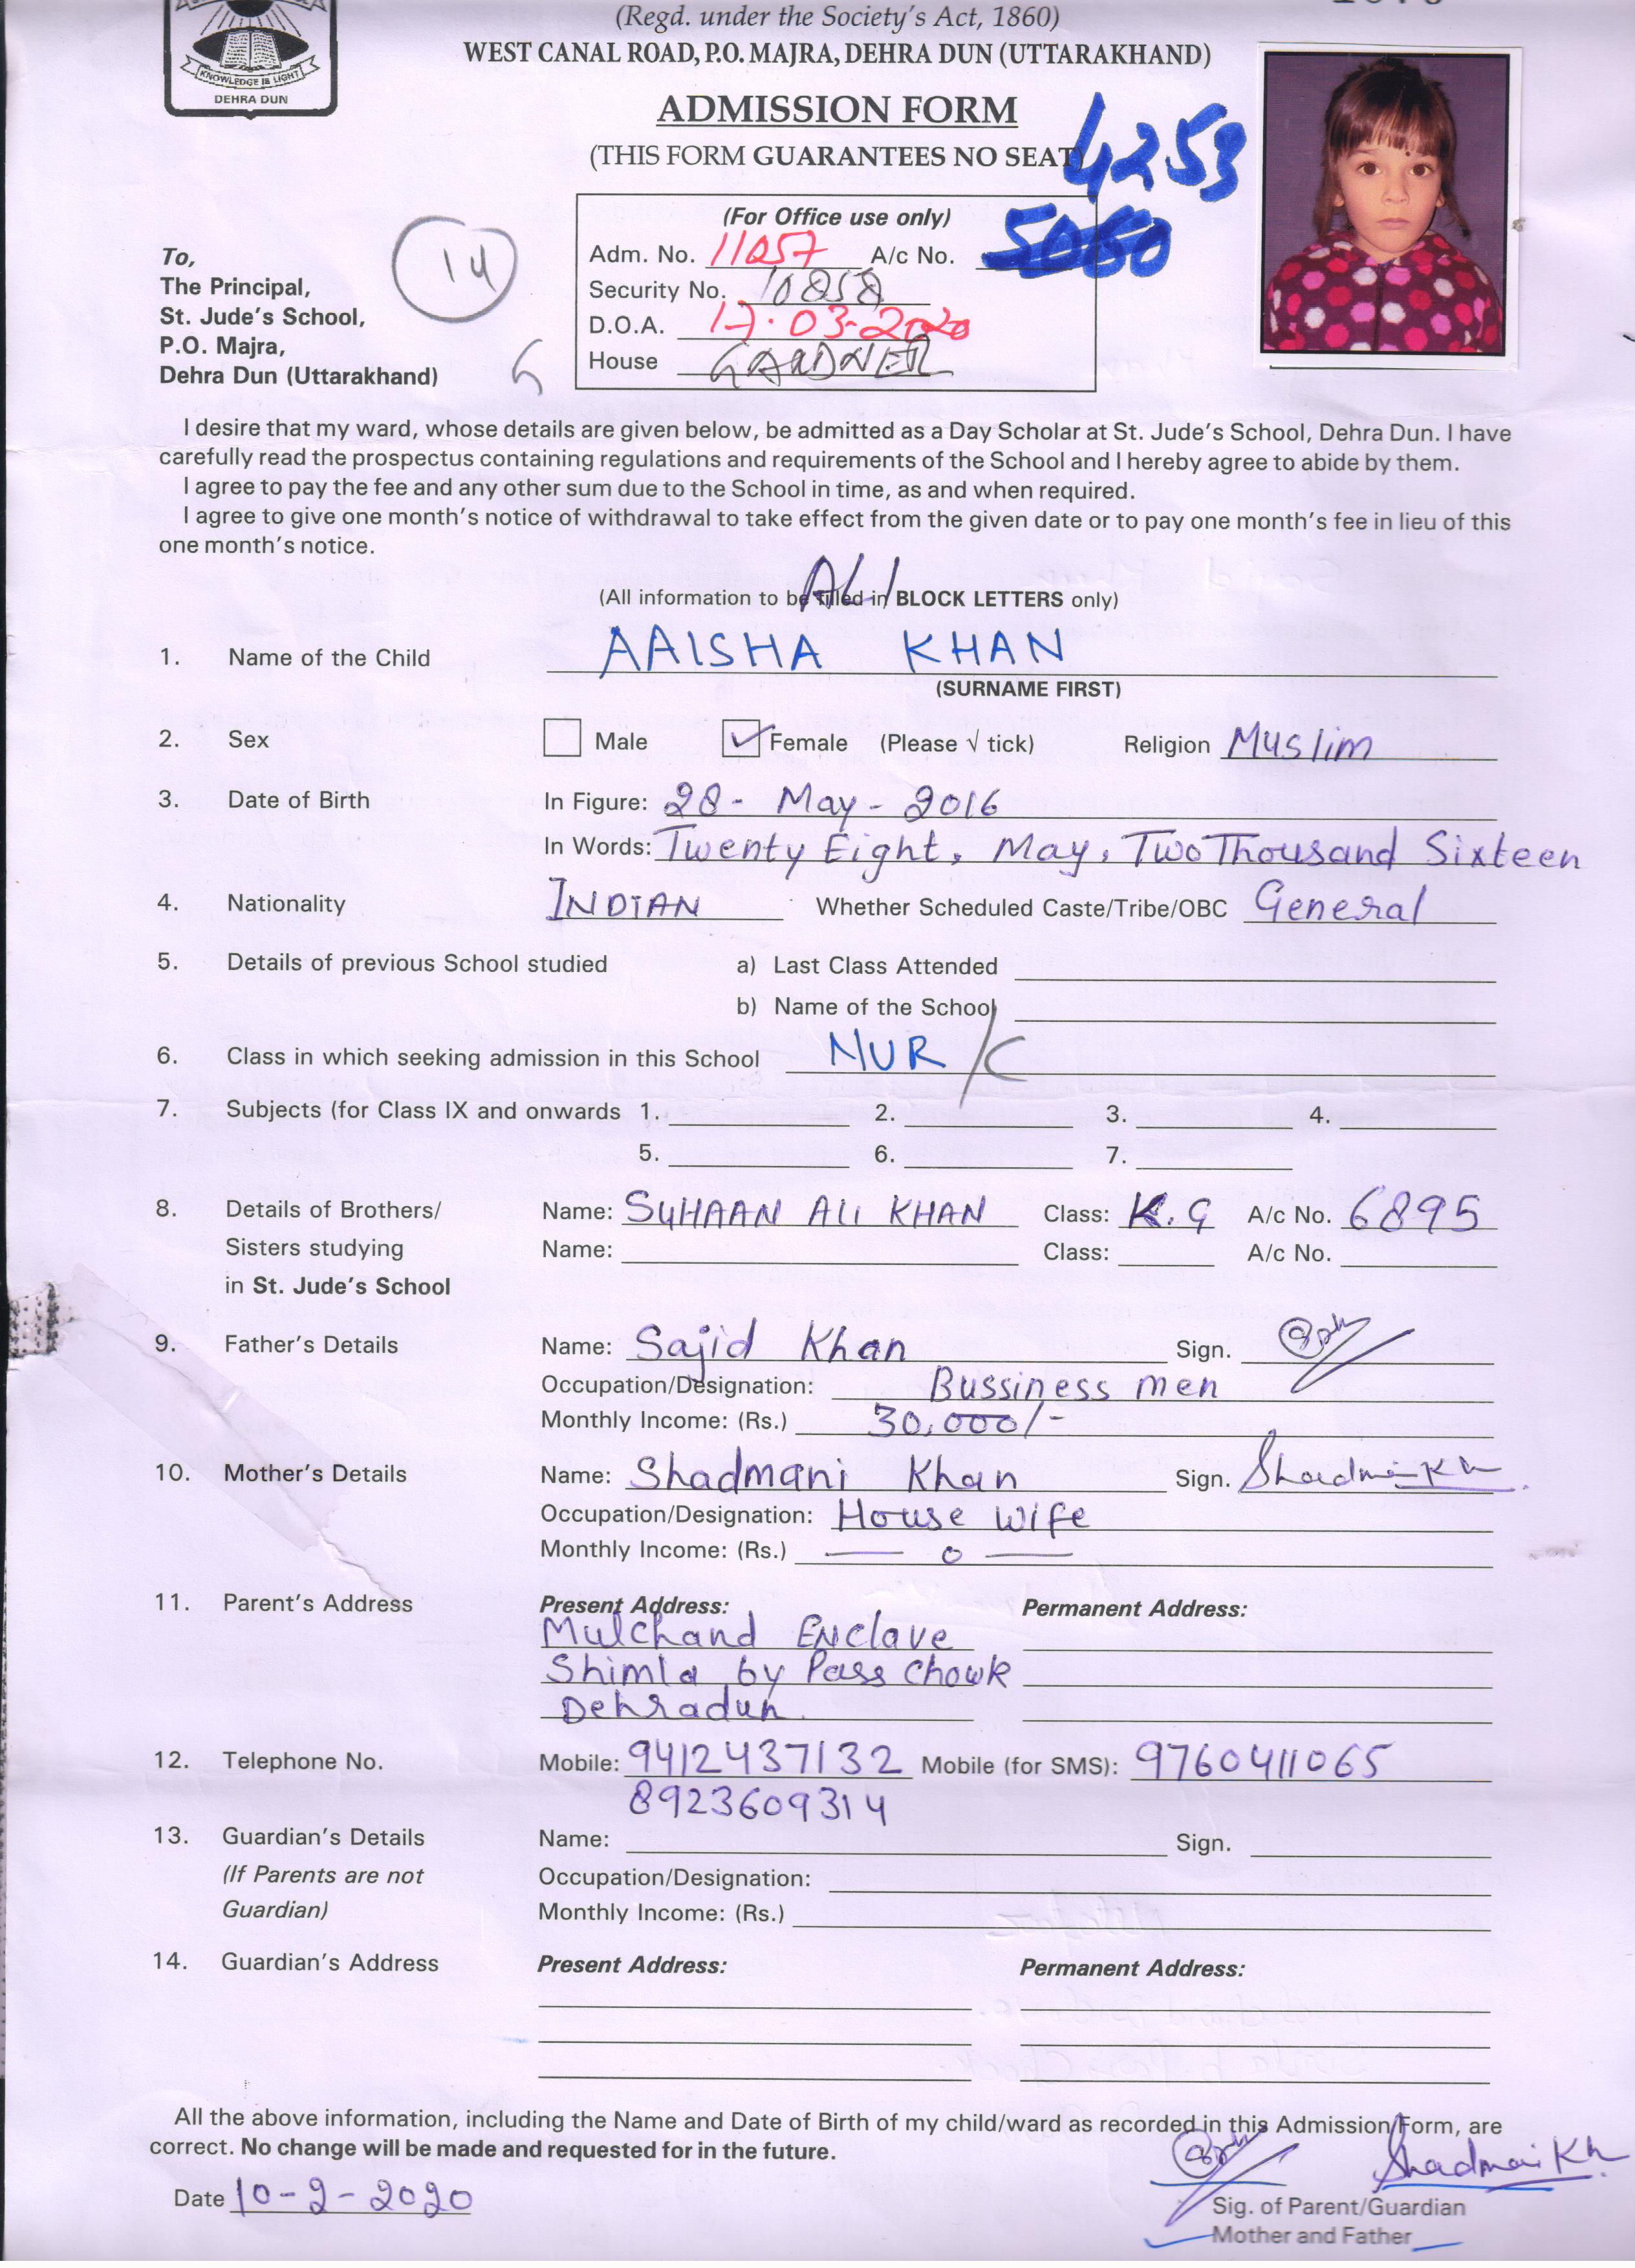 (Regd. under the Society's Act, 1860)
WEST CANAL ROAD, P.O. MAJRA, DEHRA DUN (UTTARAKHAND)
KNOWLEDGE IS LIGHT
DEHRA DUN
ADMISSION FORM
(THIS FORM GUARANTEES NO SEAT)
4253
(For Office use only)
Adm. No. 11057 A/c No. 5060
Security No. 10858
D.O.A. 17.03-2020
House GARDNER
14
To,
The Principal,
St. Jude's School,
P.O. Majra,
Dehra Dun (Uttarakhand)
I desire that my ward, whose details are given below, be admitted as a Day Scholar at St. Jude's School, Dehra Dun. I have
carefully read the prospectus containing regulations and requirements of the School and I hereby agree to abide by them.
I agree to pay the fee and any other sum due to the School in time, as and when required.
I agree to give one month's notice of withdrawal to take effect from the given date or to pay one month's fee in lieu of this
one month's notice.
(All information to be filled in BLOCK LETTERS only)
ALI
1. Name of the Child AAISHA KHAN
(SURNAME FIRST)
2. Sex Male ✓ Female (Please √ tick) Religion Muslim
3. Date of Birth In Figure: 28 - May - 2016
In Words: Twenty Eight, May, Two Thousand Sixteen
4. Nationality INDIAN Whether Scheduled Caste/Tribe/OBC General
5. Details of previous School studied a) Last Class Attended
b) Name of the School
6. Class in which seeking admission in this School NUR/C
7. Subjects (for Class IX and onwards 1. 2. 3. 4.
5. 6. 7.
8. Details of Brothers/ Name: SUHAAN ALI KHAN Class: K.G A/c No. 6895
Sisters studying Name: Class: A/c No.
in St. Jude's School
9. Father's Details Name: Sajid Khan Sign.
Occupation/Designation: Bussiness men
Monthly Income: (Rs.) 30,000/-
10. Mother's Details Name: Shadmani Khan Sign.
Occupation/Designation: House wife
Monthly Income: (Rs.) — 0 —
11. Parent's Address Present Address: Permanent Address:
Mulchand Enclave
Shimla by Pass Chowk
Dehradun.
12. Telephone No. Mobile: 9412437132 Mobile (for SMS): 9760411065
8923609314
13. Guardian's Details Name: Sign.
(If Parents are not Occupation/Designation:
Guardian) Monthly Income: (Rs.)
14. Guardian's Address Present Address: Permanent Address:
All the above information, including the Name and Date of Birth of my child/ward as recorded in this Admission Form, are
correct. No change will be made and requested for in the future.
Date 10-2-2020
Sig. of Parent/Guardian
Mother and Father